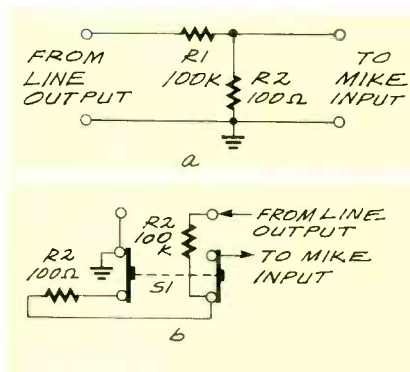 FROM
LINE
OUTPUT
R1
100K
R2
100Ω
TO
MIKE
INPUT
a
R2
100
K
FROM LINE
OUTPUT
TO MIKE
INPUT
R2
100Ω
S1
b